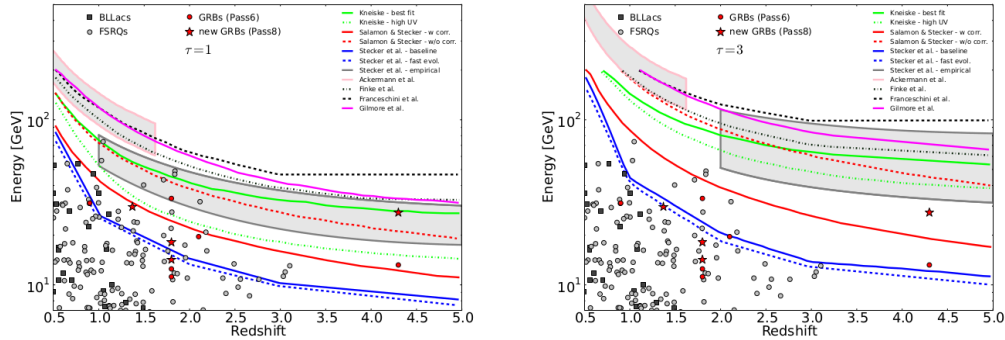 BLLacs
FSRQs
GRBs (Pass6)
new GRBs (Pass8)
τ=1
Kneiske - best fit
Kneiske - high UV
Salamon & Stecker - w corr.
Salamon & Stecker - w/o corr.
Stecker et al. - baseline
Stecker et al. - fast evol.
Stecker et al. - empirical
Ackermann et al.
Finke et al.
Franceschini et al.
Gilmore et al.
Energy [GeV]
10²
10¹
0.5 1.0 1.5 2.0 2.5 3.0 3.5 4.0 4.5 5.0
Redshift
BLLacs
FSRQs
GRBs (Pass6)
new GRBs (Pass8)
τ=3
Kneiske - best fit
Kneiske - high UV
Salamon & Stecker - w corr.
Salamon & Stecker - w/o corr.
Stecker et al. - baseline
Stecker et al. - fast evol.
Stecker et al. - empirical
Ackermann et al.
Finke et al.
Franceschini et al.
Gilmore et al.
Energy [GeV]
10²
10¹
0.5 1.0 1.5 2.0 2.5 3.0 3.5 4.0 4.5 5.0
Redshift